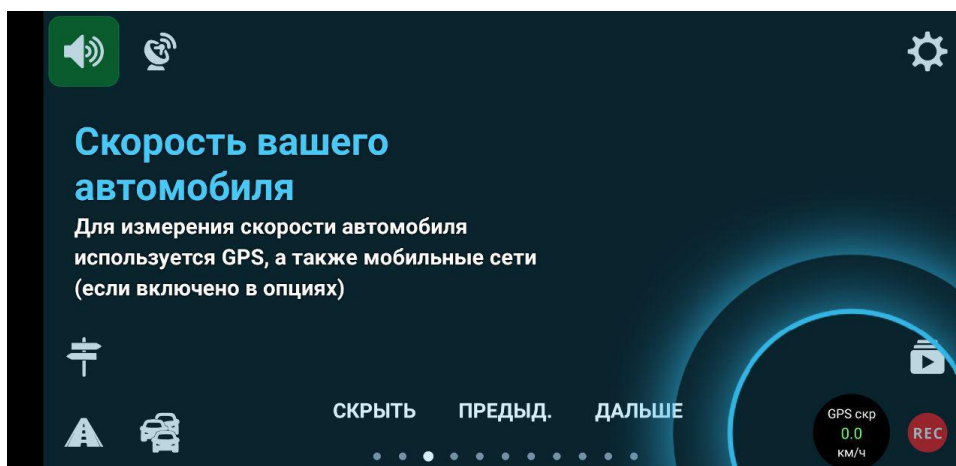 Скорость вашего
автомобиля
Для измерения скорости автомобиля
используется GPS, а также мобильные сети
(если включено в опциях)
СКРЫТЬ ПРЕДЫД. ДАЛЬШЕ
GPS скр
0.0
км/ч
REC